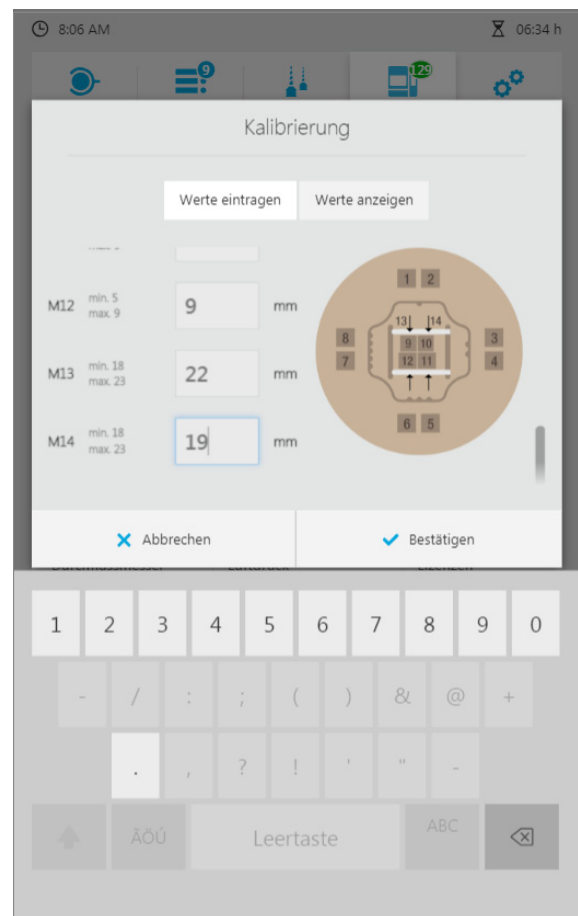 8:06 AM
06:34 h
9
129
Kalibrierung
Werte eintragen Werte anzeigen
M12 min. 5 max. 9 9 mm
M13 min. 18 max. 23 22 mm
M14 min. 18 max. 23 19 mm
1 2
13 14
8 9 10 3
7 12 11 4
6 5
Abbrechen Bestätigen
Durchflussmesser Luftdruck Lizenzen
1 2 3 4 5 6 7 8 9 0
- / : ; ( ) & @ +
. , ? ! ' " -
ÃÖÚ Leertaste ABC